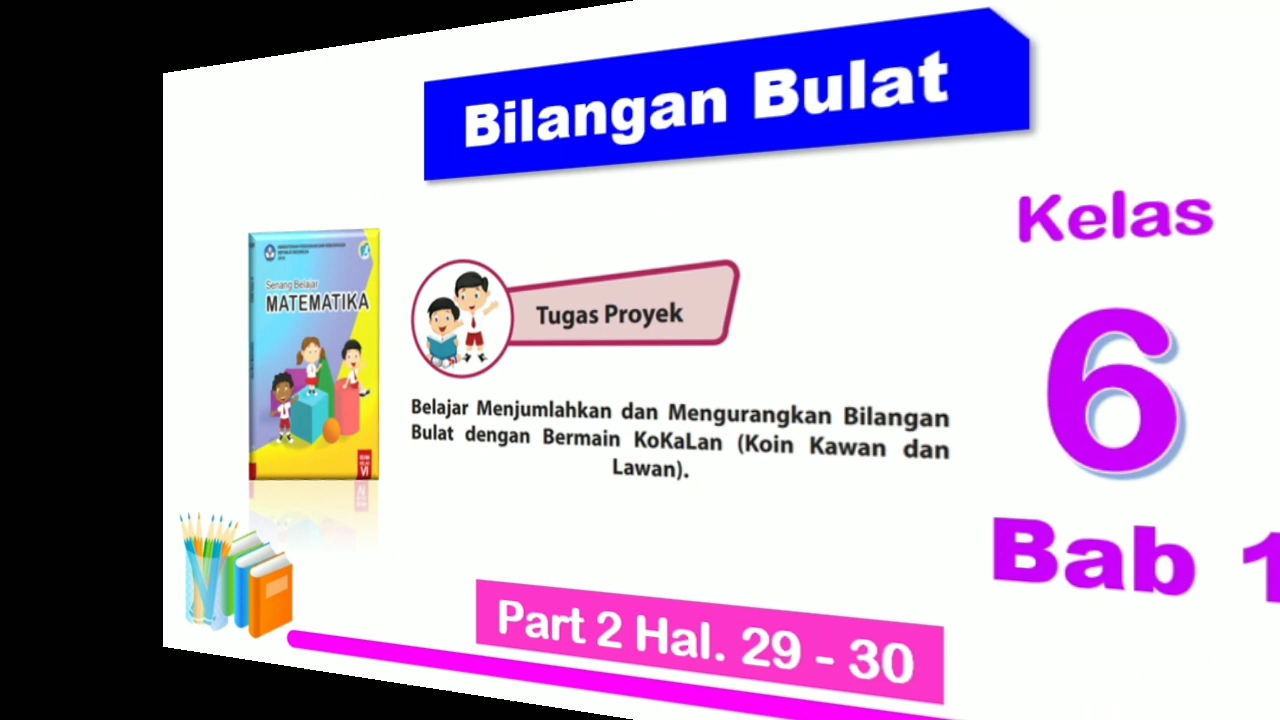 Bilangan Bulat
Kelas
6
Bab 1
Senang Belajar
MATEMATIKA
VI
Tugas Proyek
Belajar Menjumlahkan dan Mengurangkan Bilangan
Bulat dengan Bermain KoKaLan (Koin Kawan dan
Lawan).
Part 2 Hal. 29 - 30